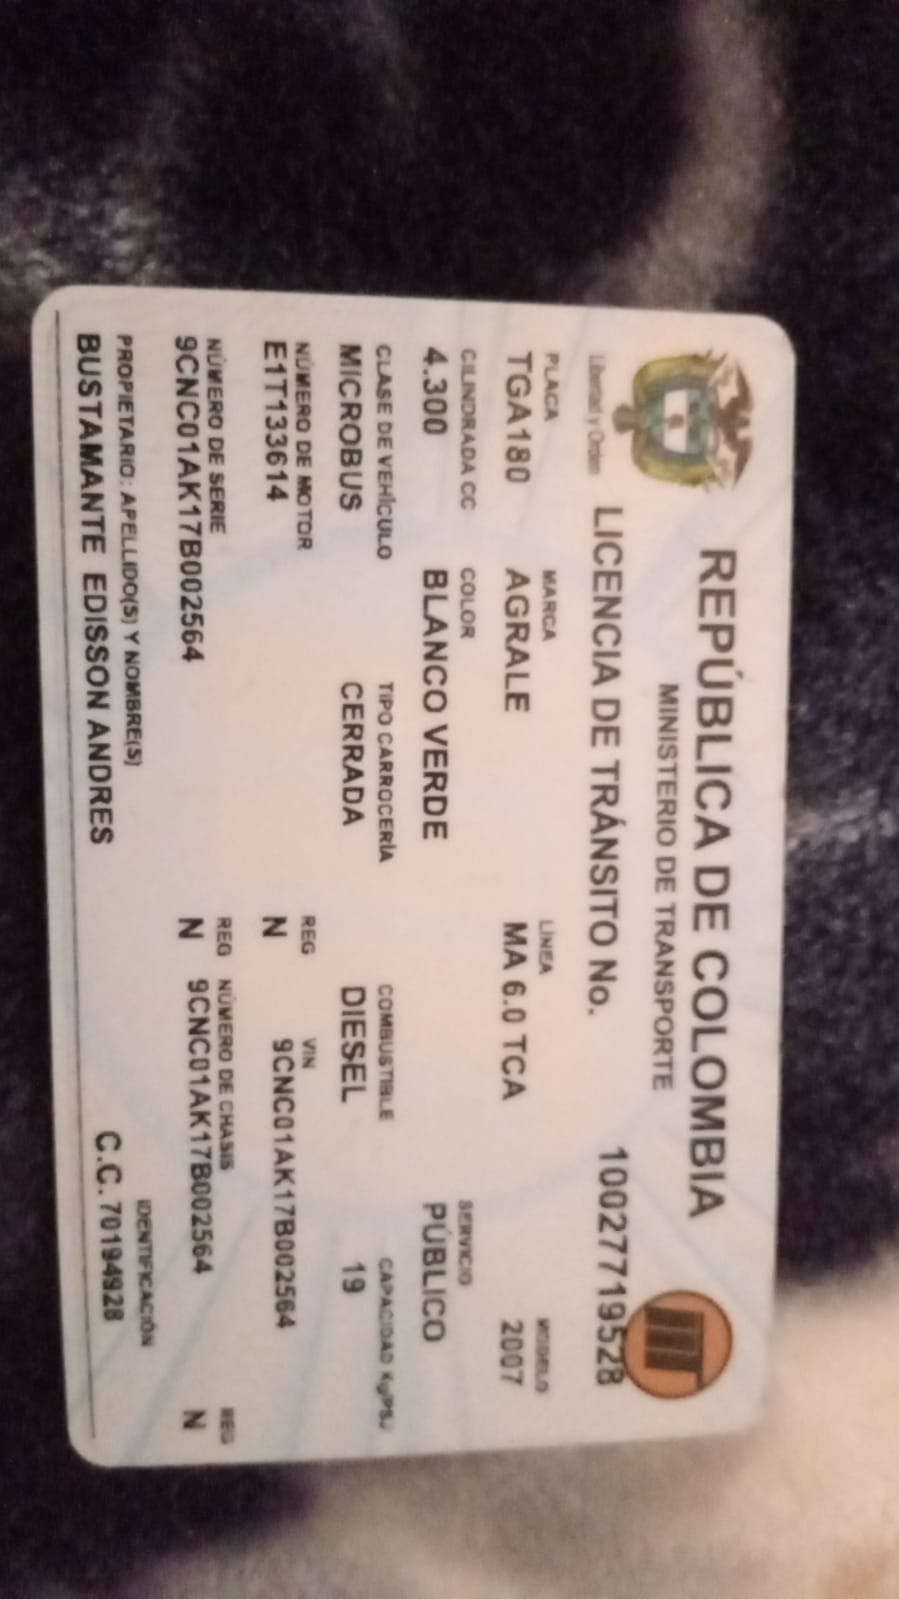 REPÚBLICA DE COLOMBIA
MINISTERIO DE TRANSPORTE
Libertad y Orden
LICENCIA DE TRÁNSITO No. 10027719528
PLACA MARCA LÍNEA MODELO
TGA180 AGRALE MA 6.0 TCA 2007
CILINDRADA CC COLOR SERVICIO
4.300 BLANCO VERDE PÚBLICO
CLASE DE VEHÍCULO TIPO CARROCERÍA COMBUSTIBLE CAPACIDAD Kg/PSJ
MICROBUS CERRADA DIESEL 19
NÚMERO DE MOTOR REG VIN
E1T133614 N 9CNC01AK17B002564
NÚMERO DE SERIE REG NÚMERO DE CHASIS REG
9CNC01AK17B002564 N 9CNC01AK17B002564 N
PROPIETARIO: APELLIDO(S) Y NOMBRE(S) IDENTIFICACIÓN
BUSTAMANTE EDISSON ANDRES C.C. 70194928